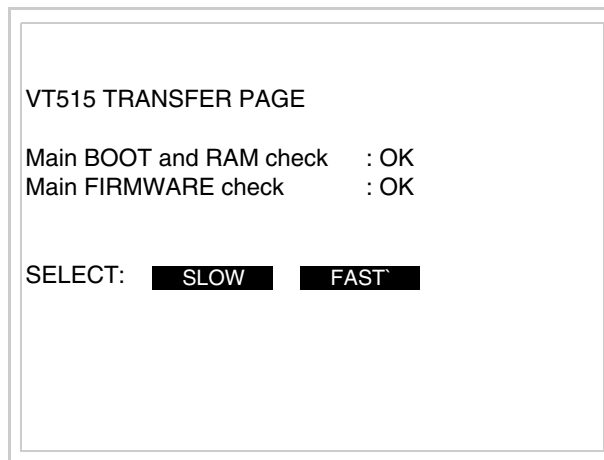 VT515 TRANSFER PAGE
Main BOOT and RAM check : OK
Main FIRMWARE check : OK
SELECT: SLOW FAST`